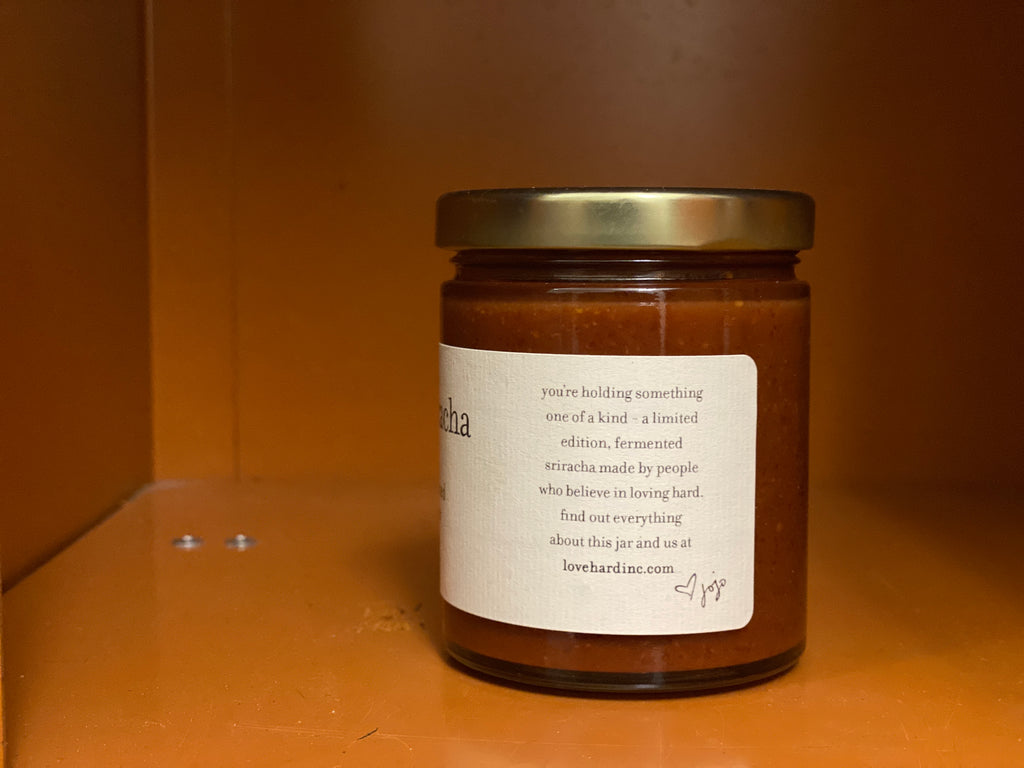 you're holding something
one of a kind - a limited
edition, fermented
sriracha made by people
who believe in loving hard.
find out everything
about this jar and us at
lovehardinc.com
jojo